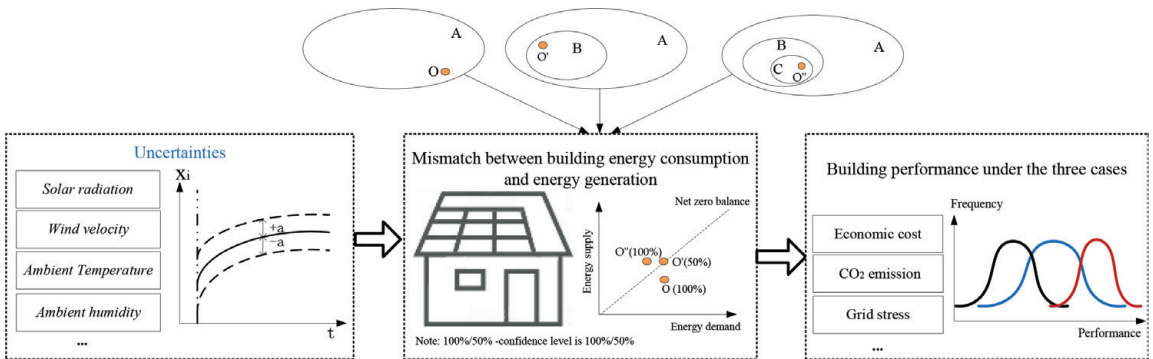 A
O
B
A
O'
B
A
C
O''
Uncertainties
Solar radiation
Wind velocity
Ambient Temperature
Ambient humidity
...
Xi
+a
−a
t
Mismatch between building energy consumption
and energy generation
Net zero balance
Energy supply
O''(100%)
O'(50%)
O (100%)
Energy demand
Note: 100%/50% -confidence level is 100%/50%
Building performance under the three cases
Economic cost
CO₂ emission
Grid stress
...
Frequency
Performance